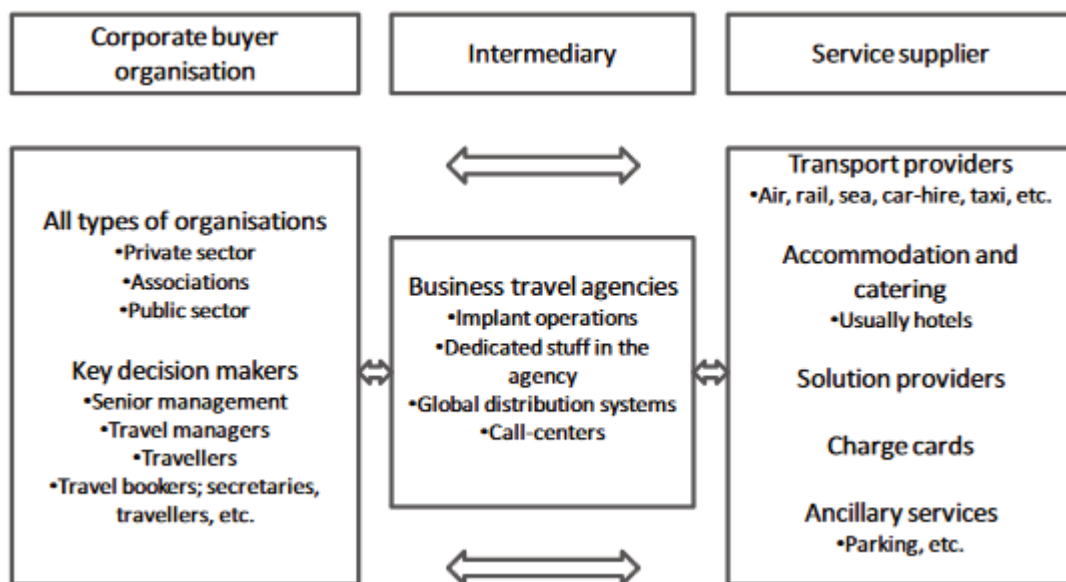 Corporate buyer
organisation
Intermediary
Service supplier
All types of organisations
•Private sector
•Associations
•Public sector
Key decision makers
•Senior management
•Travel managers
•Travellers
•Travel bookers; secretaries,
travellers, etc.
Business travel agencies
•Implant operations
•Dedicated stuff in the
agency
•Global distribution systems
•Call-centers
Transport providers
•Air, rail, sea, car-hire, taxi, etc.
Accommodation and
catering
•Usually hotels
Solution providers
Charge cards
Ancillary services
•Parking, etc.